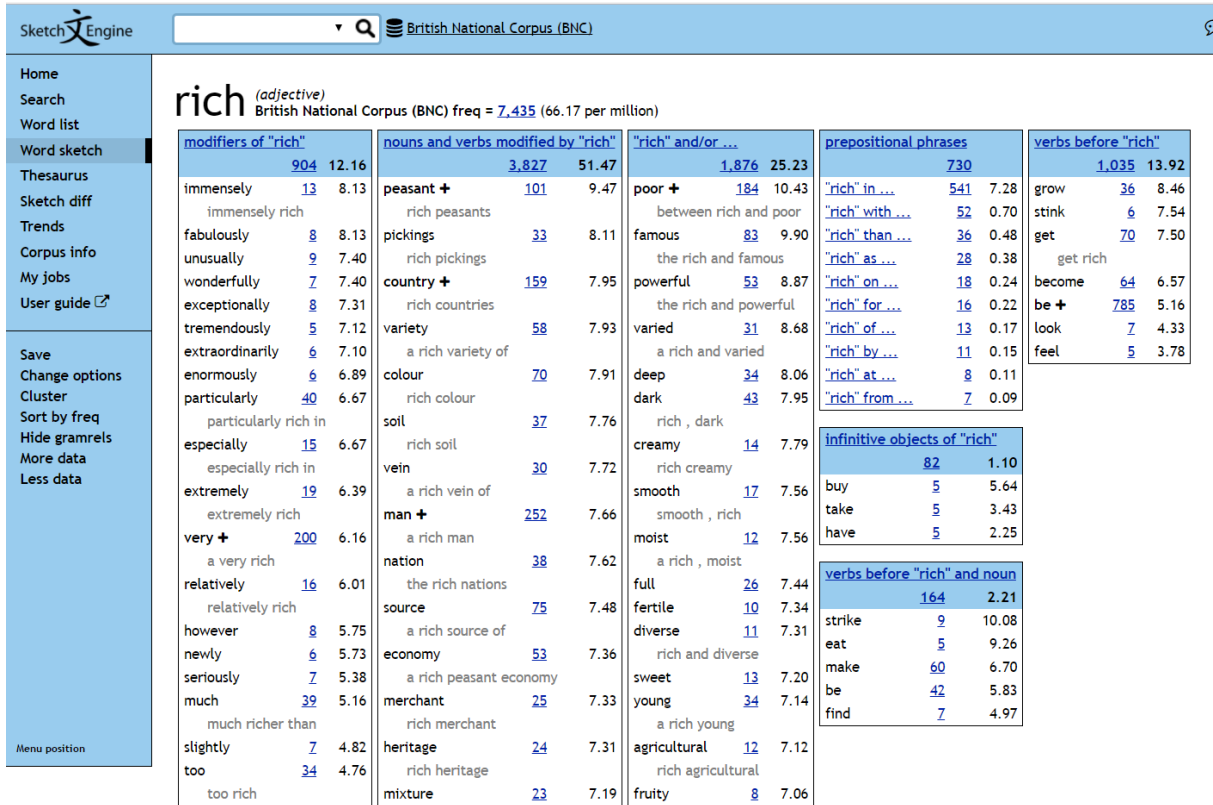 Sketch Engine
British National Corpus (BNC)
Home
Search
Word list
Word sketch
Thesaurus
Sketch diff
Trends
Corpus info
My jobs
User guide
Save
Change options
Cluster
Sort by freq
Hide gramrels
More data
Less data
Menu position
rich (adjective)
British National Corpus (BNC) freq = 7,435 (66.17 per million)
modifiers of "rich"
904 12.16
immensely 13 8.13
immensely rich
fabulously 8 8.13
unusually 9 7.40
wonderfully 7 7.40
exceptionally 8 7.31
tremendously 5 7.12
extraordinarily 6 7.10
enormously 6 6.89
particularly 40 6.67
particularly rich in
especially 15 6.67
especially rich in
extremely 19 6.39
extremely rich
very + 200 6.16
a very rich
relatively 16 6.01
relatively rich
however 8 5.75
newly 6 5.73
seriously 7 5.38
much 39 5.16
much richer than
slightly 7 4.82
too 34 4.76
too rich
nouns and verbs modified by "rich"
3,827 51.47
peasant + 101 9.47
rich peasants
pickings 33 8.11
rich pickings
country + 159 7.95
rich countries
variety 58 7.93
a rich variety of
colour 70 7.91
rich colour
soil 37 7.76
rich soil
vein 30 7.72
a rich vein of
man + 252 7.66
a rich man
nation 38 7.62
the rich nations
source 75 7.48
a rich source of
economy 53 7.36
a rich peasant economy
merchant 25 7.33
rich merchant
heritage 24 7.31
rich heritage
mixture 23 7.19
"rich" and/or ...
1,876 25.23
poor + 184 10.43
between rich and poor
famous 83 9.90
the rich and famous
powerful 53 8.87
the rich and powerful
varied 31 8.68
a rich and varied
deep 34 8.06
dark 43 7.95
rich , dark
creamy 14 7.79
rich creamy
smooth 17 7.56
smooth , rich
moist 12 7.56
a rich , moist
full 26 7.44
fertile 10 7.34
diverse 11 7.31
rich and diverse
sweet 13 7.20
young 34 7.14
a rich young
agricultural 12 7.12
rich agricultural
fruity 8 7.06
prepositional phrases
730
"rich" in ... 541 7.28
"rich" with ... 52 0.70
"rich" than ... 36 0.48
"rich" as ... 28 0.38
"rich" on ... 18 0.24
"rich" for ... 16 0.22
"rich" of ... 13 0.17
"rich" by ... 11 0.15
"rich" at ... 8 0.11
"rich" from ... 7 0.09
infinitive objects of "rich"
82 1.10
buy 5 5.64
take 5 3.43
have 5 2.25
verbs before "rich" and noun
164 2.21
strike 9 10.08
eat 5 9.26
make 60 6.70
be 42 5.83
find 7 4.97
verbs before "rich"
1,035 13.92
grow 36 8.46
stink 6 7.54
get 70 7.50
get rich
become 64 6.57
be + 785 5.16
look 7 4.33
feel 5 3.78